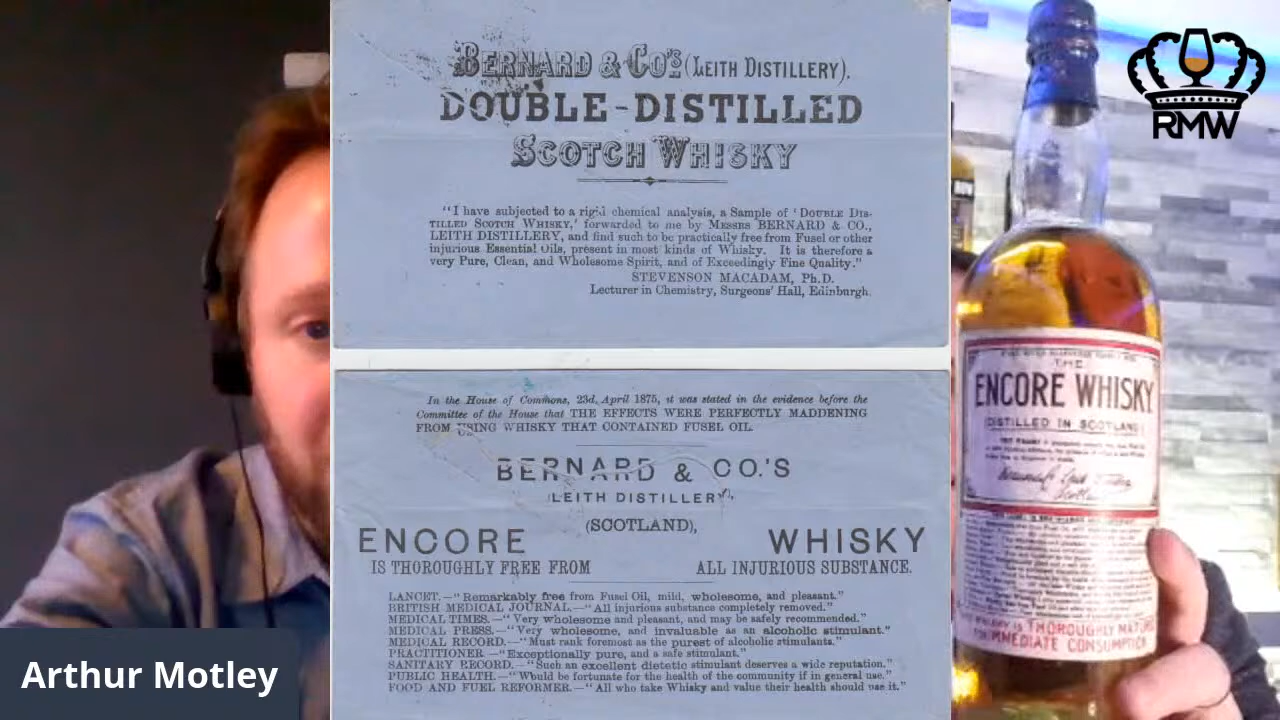 BERNARD & CO'S (LEITH DISTILLERY).
DOUBLE-DISTILLED
SCOTCH WHISKY
"I have subjected to a rigid chemical analysis, a Sample of 'DOUBLE DIS-
TILLED SCOTCH WHISKY,' forwarded to me by MESSRS BERNARD & CO.,
LEITH DISTILLERY, and find such to be practically free from Fusel or other
injurious Essential Oils, present in most kinds of Whisky. It is therefore a
very Pure, Clean, and Wholesome Spirit, and of Exceedingly Fine Quality."
STEVENSON MACADAM, Ph.D.
Lecturer in Chemistry, Surgeons' Hall, Edinburgh.
In the House of Commons, 23d, April 1875, it was stated in the evidence before the
Committee of the House that THE EFFECTS WERE PERFECTLY MADDENING
FROM USING WHISKY THAT CONTAINED FUSEL OIL.
BERNARD & CO.'S
(LEITH DISTILLERY),
(SCOTLAND),
ENCORE WHISKY
IS THOROUGHLY FREE FROM ALL INJURIOUS SUBSTANCE.
LANCET.—"Remarkably free from Fusel Oil, mild, wholesome, and pleasant."
BRITISH MEDICAL JOURNAL.—"All injurious substance completely removed."
MEDICAL TIMES.—"Very wholesome and pleasant, and may be safely recommended."
MEDICAL PRESS.—"Very wholesome, and invaluable as an alcoholic stimulant."
MEDICAL RECORD.—"Must rank foremost as the purest of alcoholic stimulants."
PRACTITIONER.—"Exceptionally pure, and a safe stimulant."
SANITARY RECORD.—"Such an excellent dietetic stimulant deserves a wide reputation."
PUBLIC HEALTH.—"Would be fortunate for the health of the community if in general use."
FOOD AND FUEL REFORMER.—"All who take Whisky and value their health should use it."
RMW
THE
ENCORE WHISKY
DISTILLED IN SCOTLAND
THOROUGHLY
IMMEDIATE CONSUMPTION
Arthur Motley